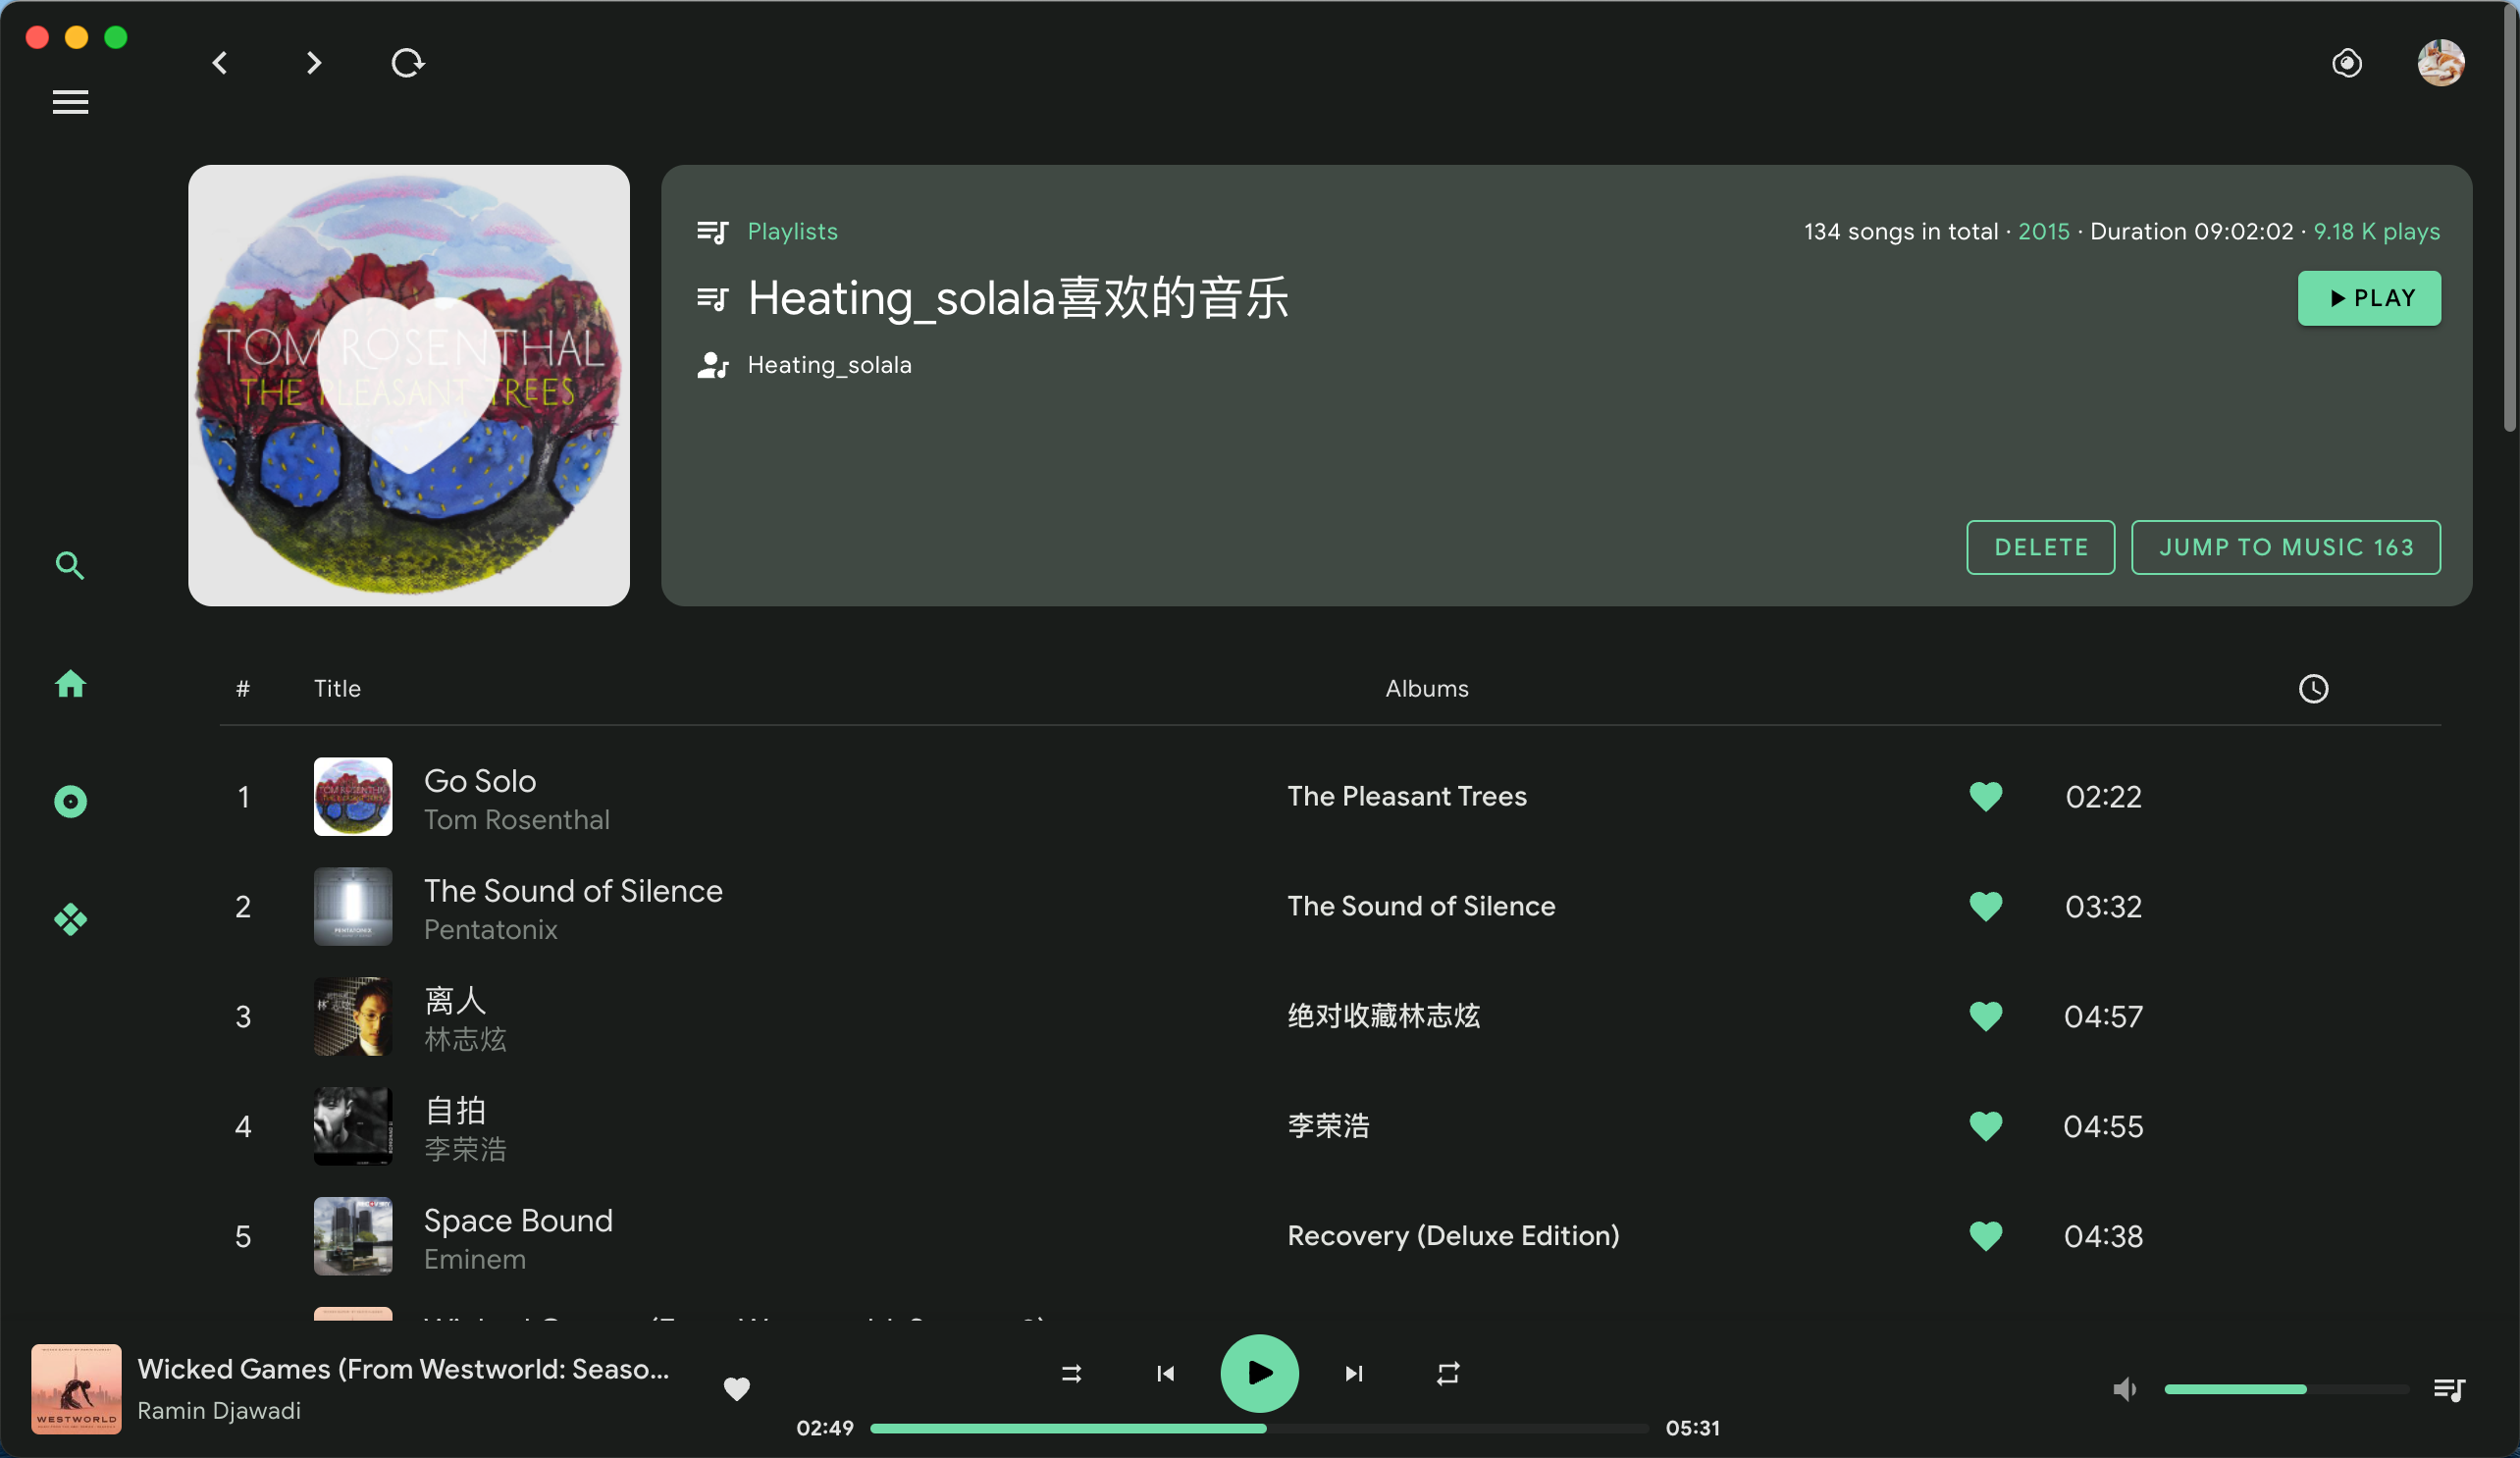 TOM ROSENTHAL
THE PLEASANT TREES
Playlists
134 songs in total · 2015 · Duration 09:02:02 · 9.18 K plays
Heating_solala喜欢的音乐
PLAY
Heating_solala
DELETE
JUMP TO MUSIC 163
# Title Albums
1 Go Solo The Pleasant Trees 02:22
Tom Rosenthal
2 The Sound of Silence The Sound of Silence 03:32
Pentatonix
3 离人 绝对收藏林志炫 04:57
林志炫
4 自拍 李荣浩 04:55
李荣浩
5 Space Bound Recovery (Deluxe Edition) 04:38
Eminem
Wicked Games (From Westworld: Seaso...
Ramin Djawadi
WESTWORLD
02:49 05:31